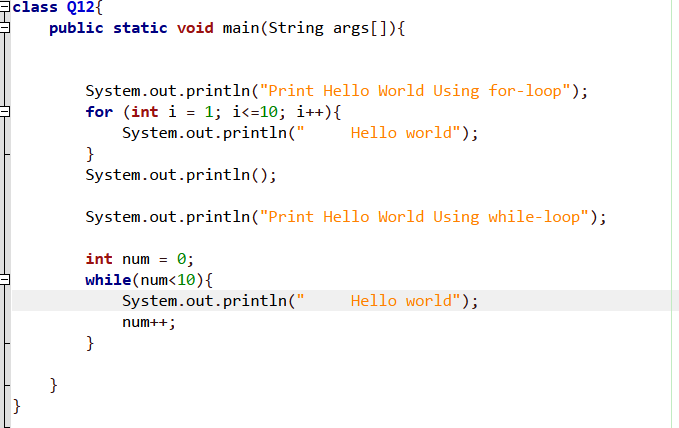 class Q12{
    public static void main(String args[]){
        System.out.println("Print Hello World Using for-loop");
        for (int i = 1; i<=10; i++){
            System.out.println("     Hello world");
        }
        System.out.println();
        System.out.println("Print Hello World Using while-loop");
        int num = 0;
        while(num<10){
            System.out.println("     Hello world");
            num++;
        }
    }
}